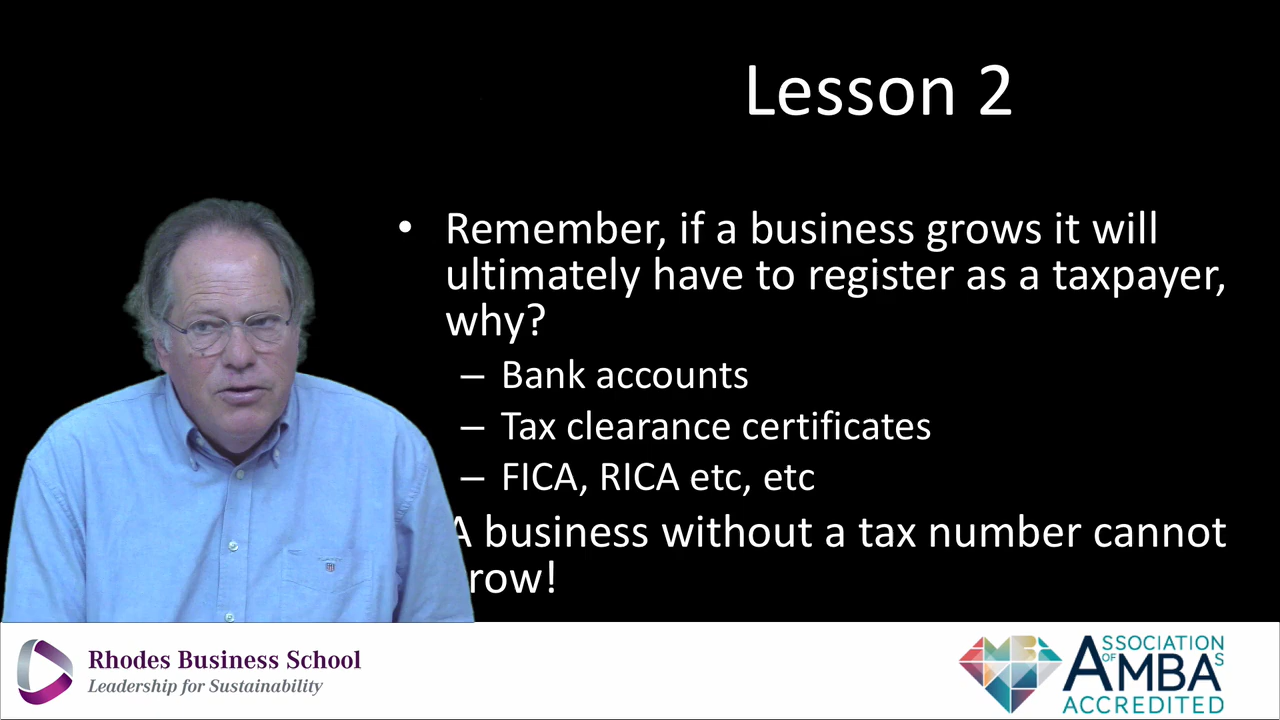 Lesson 2
• Remember, if a business grows it will
ultimately have to register as a taxpayer,
why?
– Bank accounts
– Tax clearance certificates
– FICA, RICA etc, etc
A business without a tax number cannot
row!
Rhodes Business School
Leadership for Sustainability
ASSOCIATION
OF AMBA'S
ACCREDITED